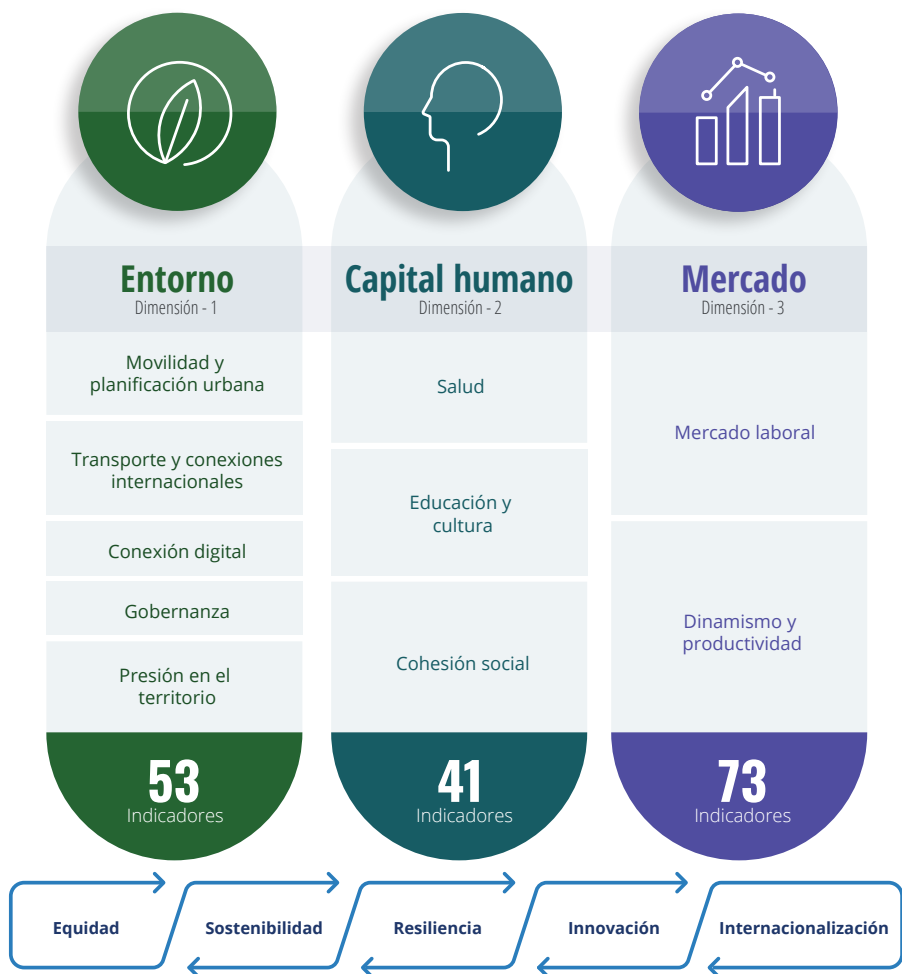 Entorno
Dimensión - 1
Movilidad y
planificación urbana
Transporte y conexiones
internacionales
Conexión digital
Gobernanza
Presión en el
territorio
53
Indicadores
Capital humano
Dimensión - 2
Salud
Educación y
cultura
Cohesión social
41
Indicadores
Mercado
Dimensión - 3
Mercado laboral
Dinamismo y
productividad
73
Indicadores
Equidad
Sostenibilidad
Resiliencia
Innovación
Internacionalización